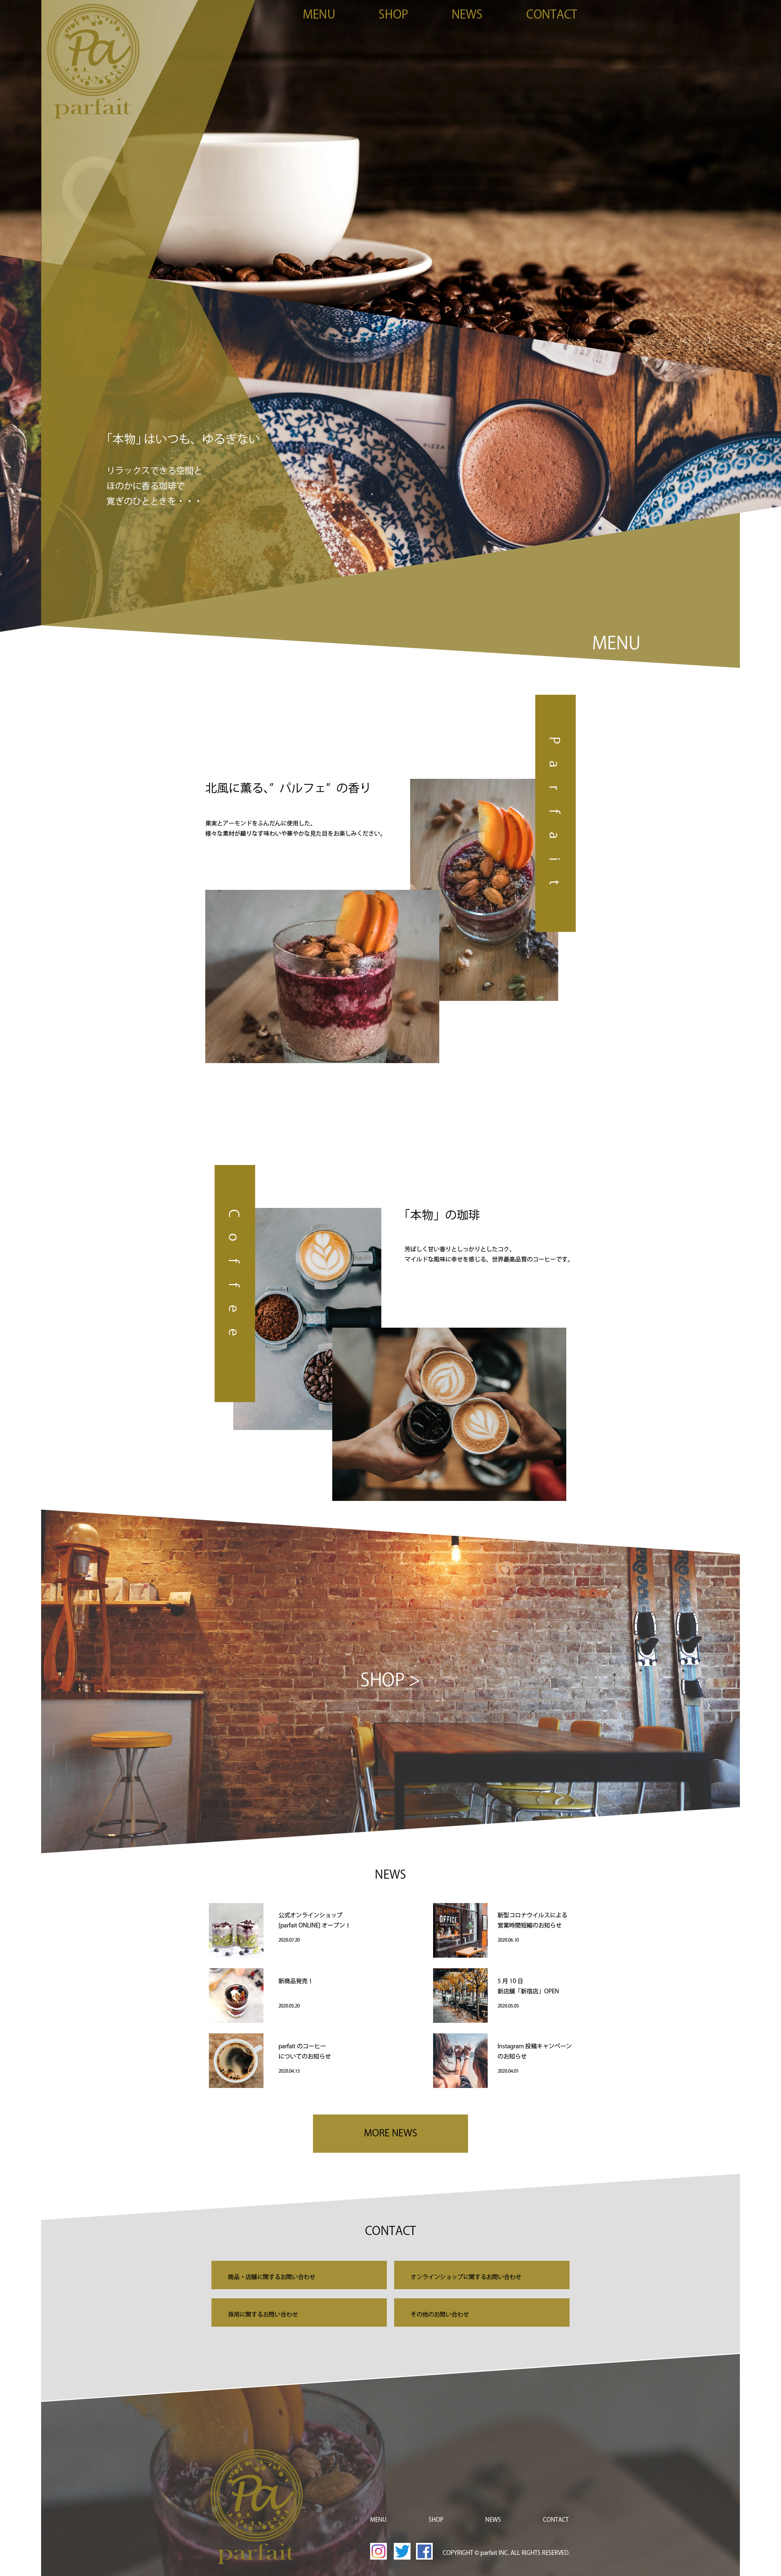 MENU SHOP NEWS CONTACT
Pa
parfait
「本物」はいつも、ゆるぎない
リラックスできる空間と
ほのかに香る珈琲で
寛ぎのひとときを・・・
MENU
Parfait
北風に薫る、”パルフェ”の香り
果実とアーモンドをふんだんに使用した、
様々な素材が織りなす味わいや華やかな見た目をお楽しみください。
Coffee
「本物」の珈琲
芳ばしく甘い香りとしっかりとしたコク、
マイルドな風味に幸せを感じる、世界最高品質のコーヒーです。
SHOP >
NEWS
公式オンラインショップ
[parfait ONLINE] オープン！
2020.07.20
新型コロナウイルスによる
営業時間短縮のお知らせ
2020.06.10
OFFICE
新商品発売！
2020.05.20
5 月 10 日
新店舗「新宿店」OPEN
2020.05.05
parfait のコーヒー
についてのお知らせ
2020.04.15
Instagram 投稿キャンペーン
のお知らせ
2020.04.01
MORE NEWS
CONTACT
商品・店舗に関するお問い合わせ
オンラインショップに関するお問い合わせ
採用に関するお問い合わせ
その他のお問い合わせ
Pa
parfait
MENU SHOP NEWS CONTACT
COPYRIGHT © parfait INC. ALL RIGHTS RESERVED.